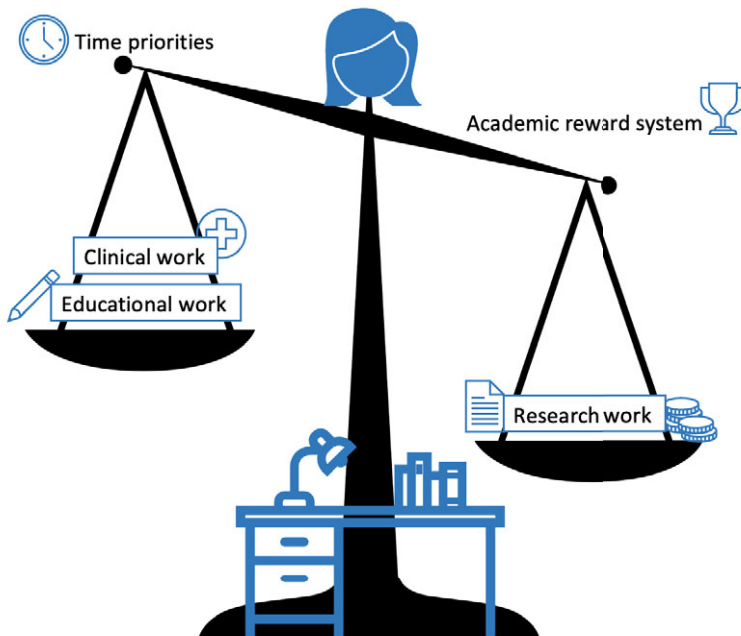 Time priorities
Academic reward system
Clinical work
Educational work
Research work